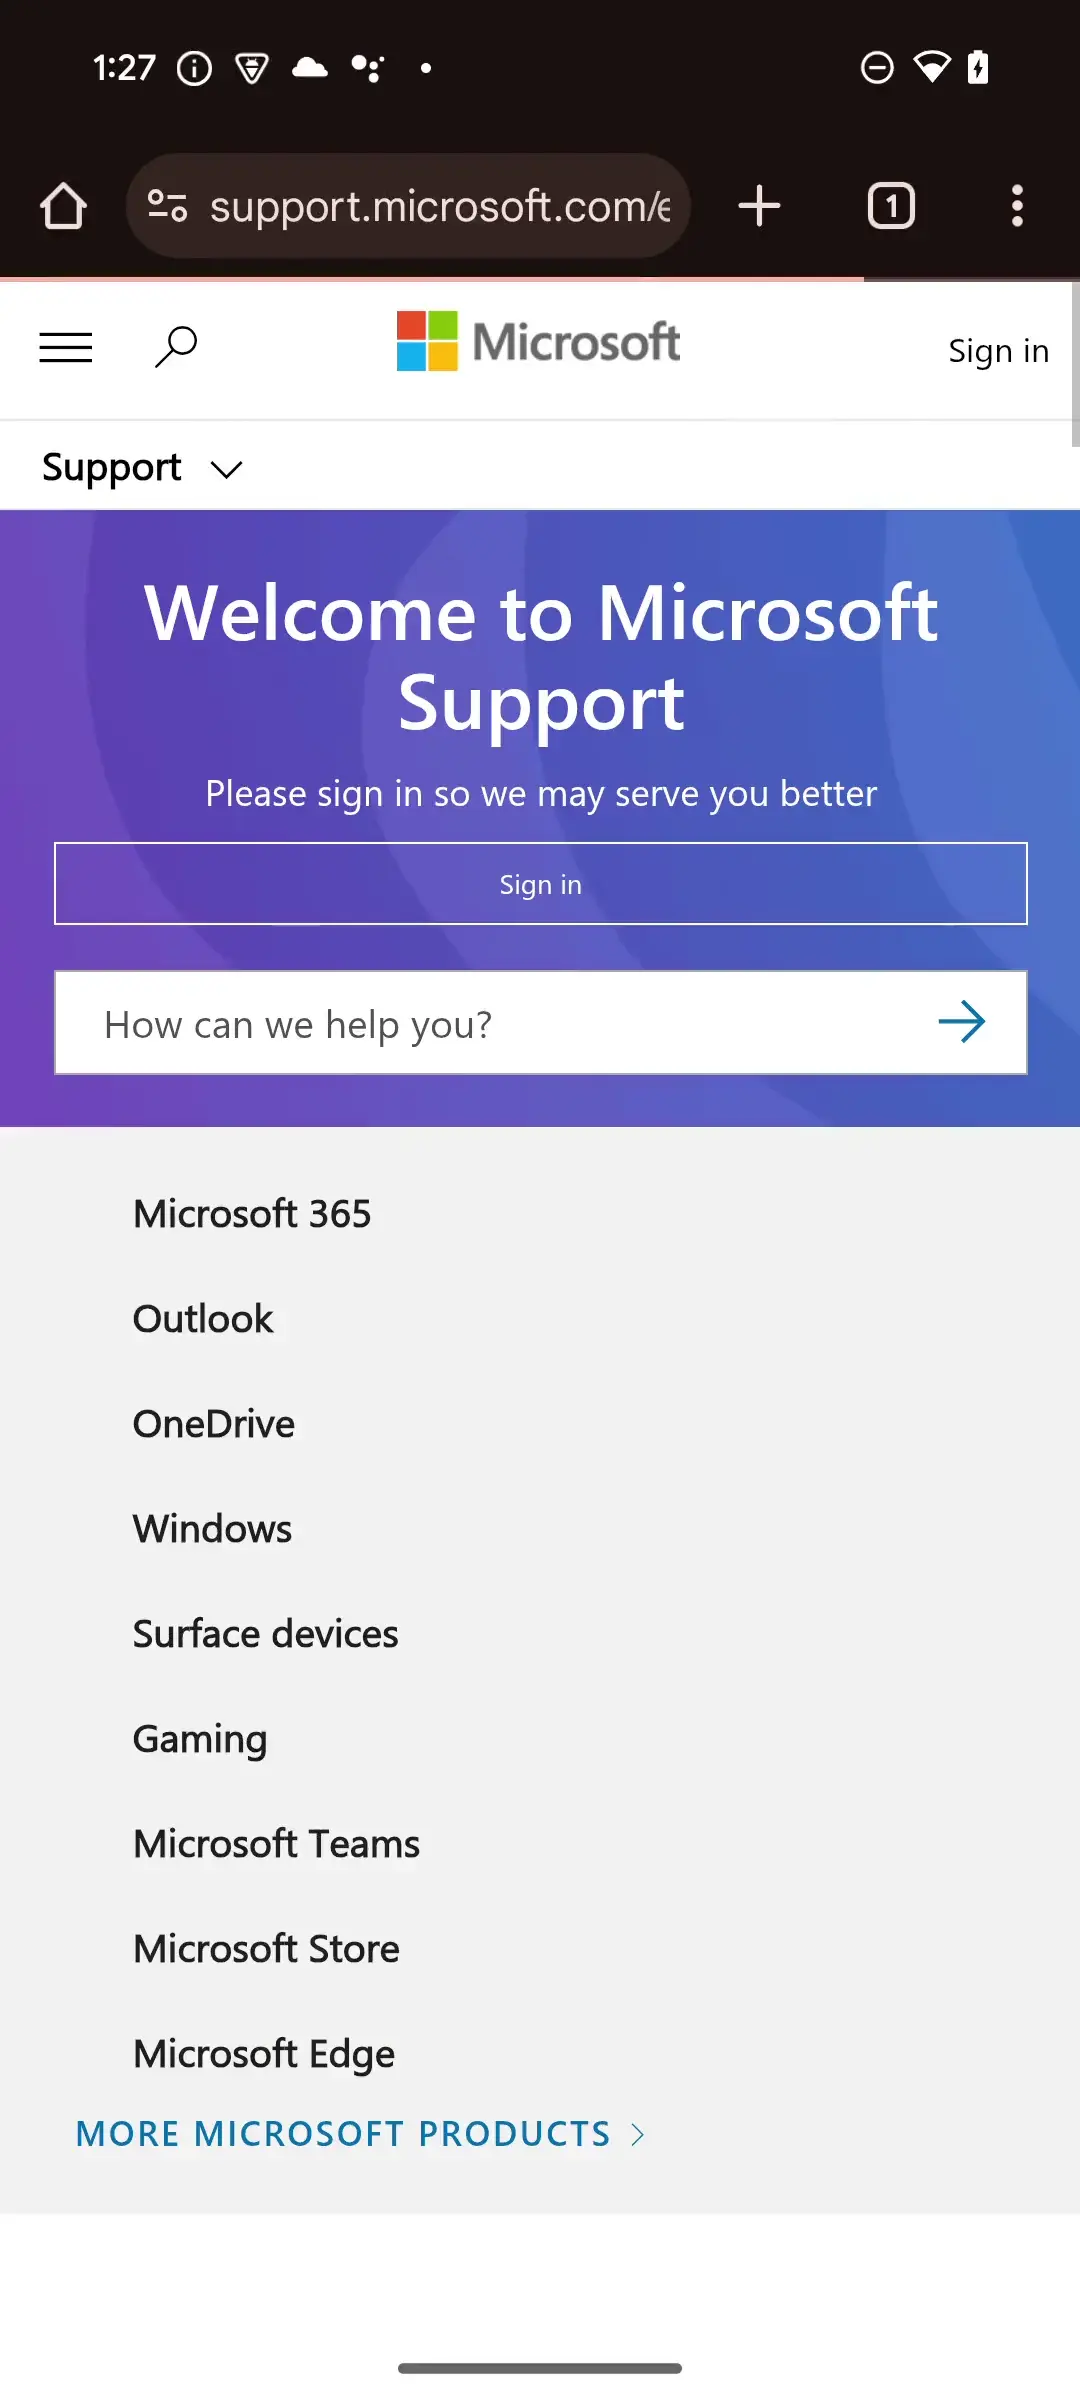 1:27
support.microsoft.com/e
1
Microsoft
Sign in
Support
Welcome to Microsoft
Support
Please sign in so we may serve you better
Sign in
How can we help you?
Microsoft 365
Outlook
OneDrive
Windows
Surface devices
Gaming
Microsoft Teams
Microsoft Store
Microsoft Edge
MORE MICROSOFT PRODUCTS